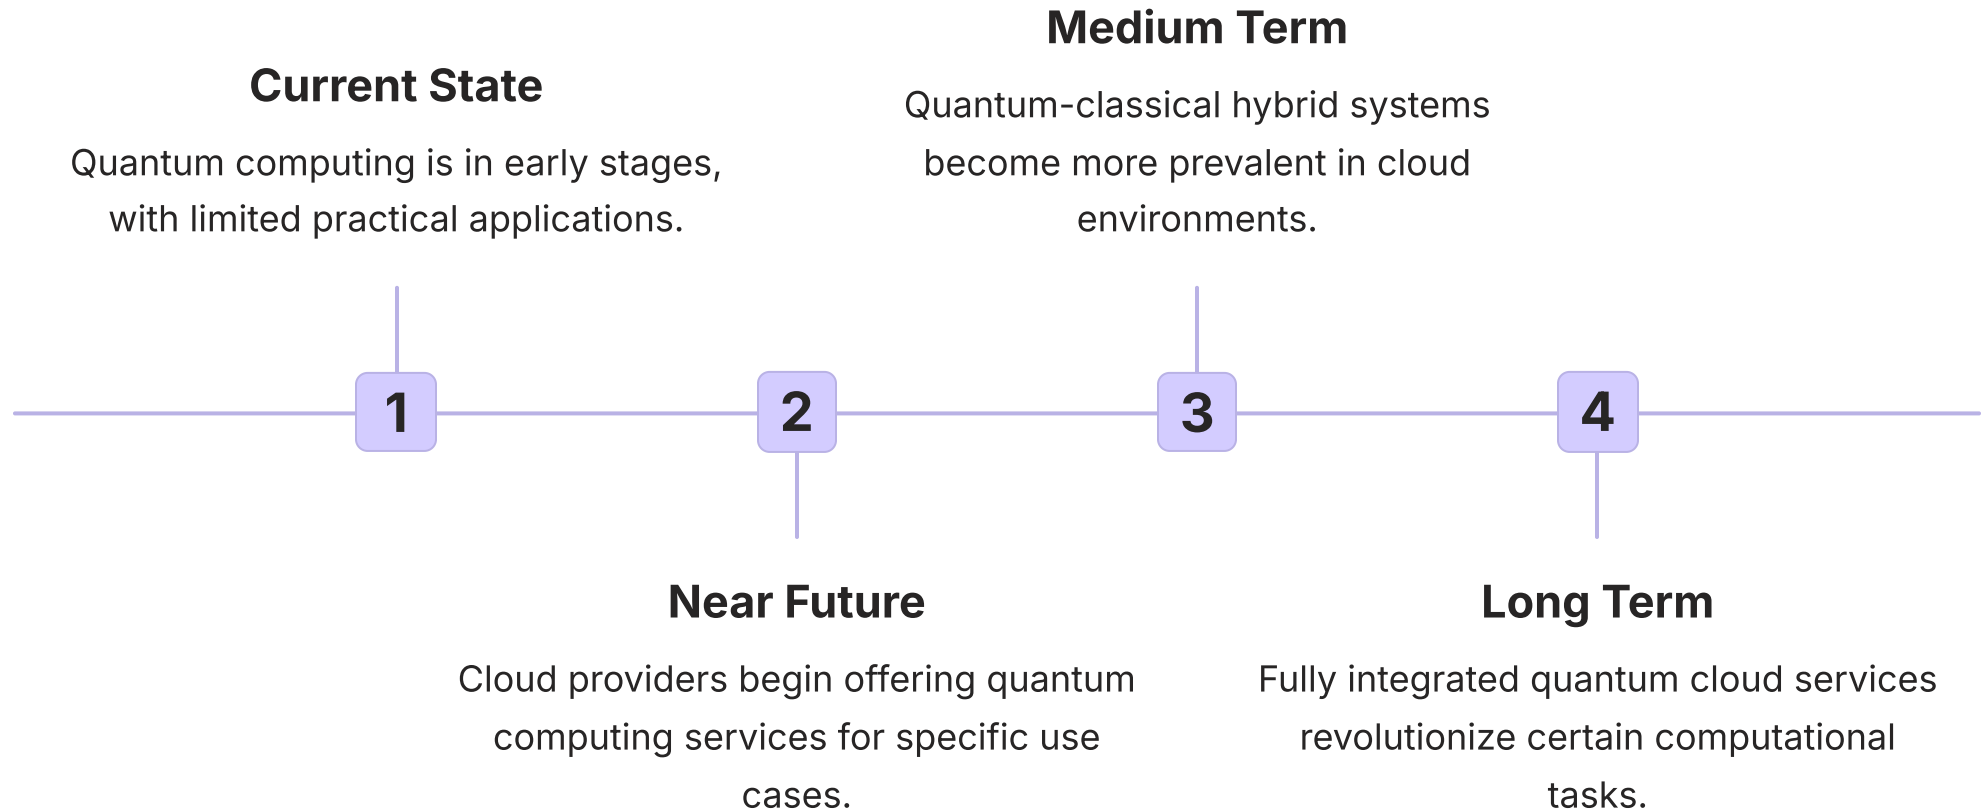 Current State
Quantum computing is in early stages,
with limited practical applications.
1
2
Near Future
Cloud providers begin offering quantum
computing services for specific use
cases.
Medium Term
Quantum-classical hybrid systems
become more prevalent in cloud
environments.
3
4
Long Term
Fully integrated quantum cloud services
revolutionize certain computational
tasks.